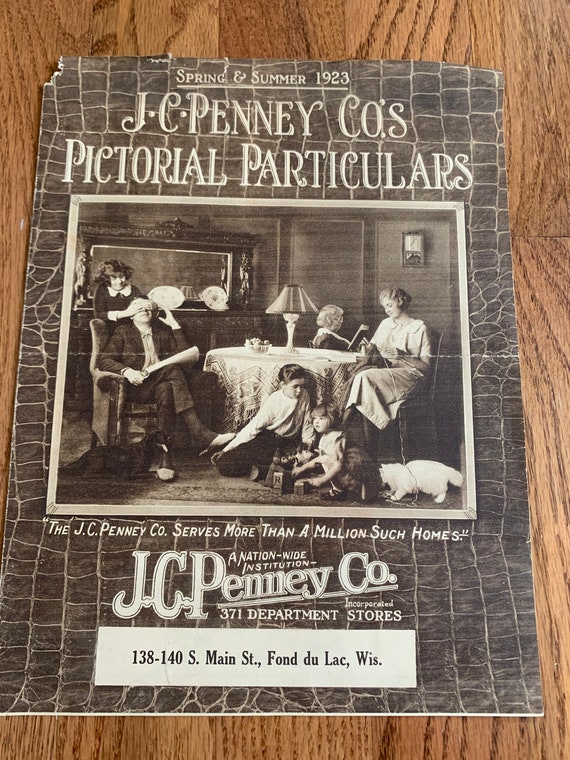 SPRING & SUMMER 1923
J.C. PENNEY CO'S
PICTORIAL PARTICULARS
"THE J.C. PENNEY CO. SERVES MORE THAN A MILLION SUCH HOMES."
A NATION-WIDE
INSTITUTION-
J.C. Penney Co.
Incorporated
371 DEPARTMENT STORES
138-140 S. Main St., Fond du Lac, Wis.